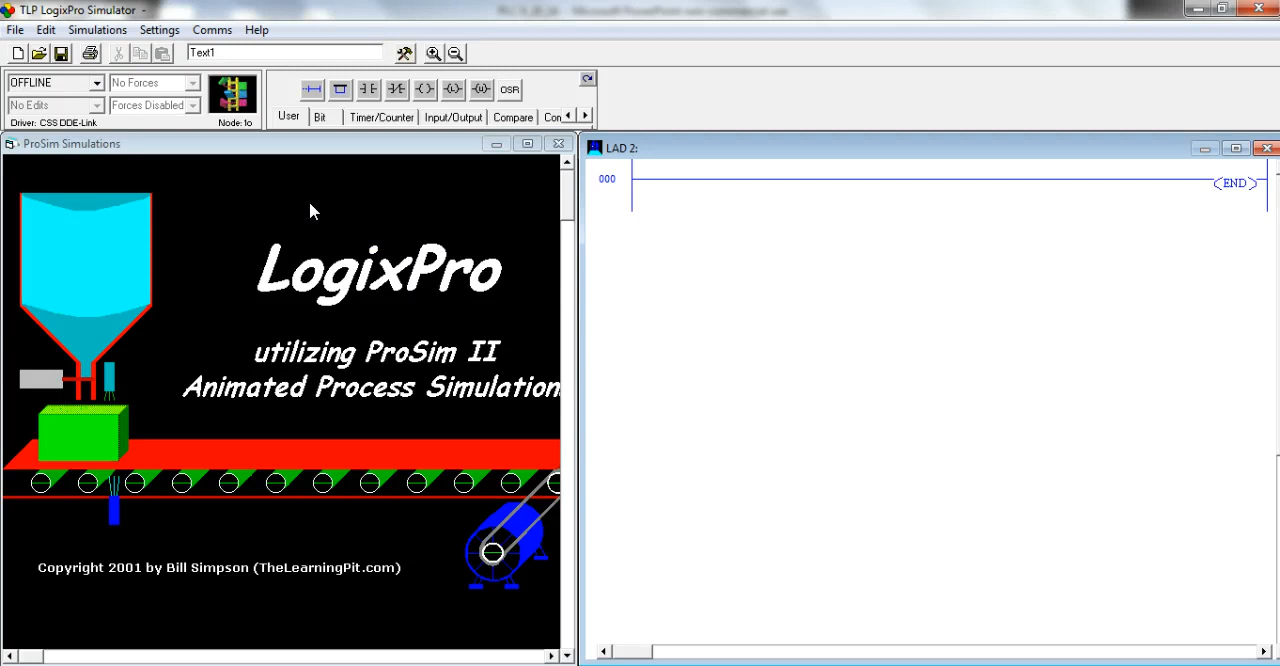 TLP LogixPro Simulator -
File Edit Simulations Settings Comms Help
Text1
OFFLINE No Forces
No Edits Forces Disabled
Driver: CSS DDE-Link Node: 1o
OSR
User Bit Timer/Counter Input/Output Compare Con
ProSim Simulations
LAD 2:
000 END
LogixPro
utilizing ProSim II
Animated Process Simulation
Copyright 2001 by Bill Simpson (TheLearningPit.com)